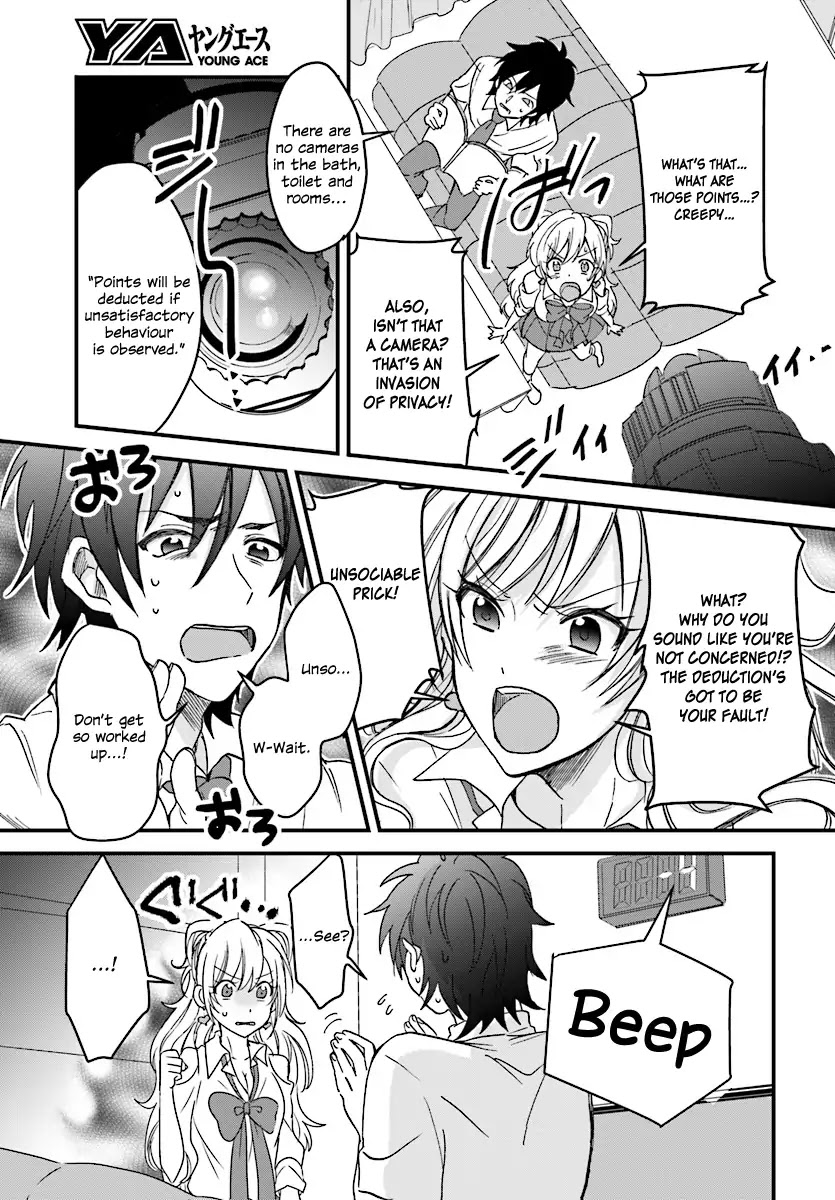 YA
ヤングエース
YOUNG ACE
WHAT'S THAT...
WHAT ARE
THOSE POINTS...?
CREEPY...
ばっ
ALSO,
ISN'T THAT
A CAMERA?
THAT'S AN
INVASION
OF PRIVACY!
ィィ...
There are
no cameras
in the bath,
toilet and
rooms...
"Points will be
deducted if
unsatisfactory
behaviour
is observed."
WHAT?
WHY DO YOU
SOUND LIKE YOU'RE
NOT CONCERNED!?
THE DEDUCTION'S
GOT TO BE
YOUR FAULT!
UNSOCIABLE
PRICK!
おろ
Unso...
W-Wait.
Don't get
so worked
up...!
おろ
-1
Beep
...See?
ぐぐ...
...!